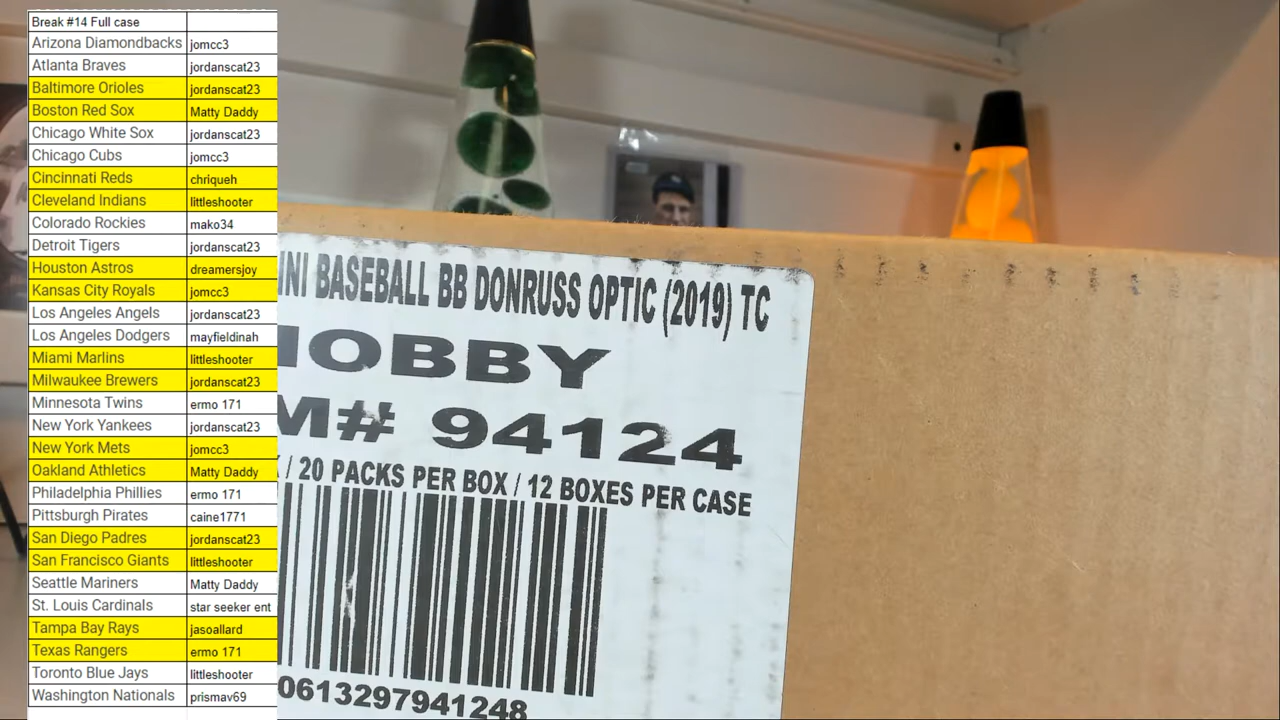 Break #14 Full case
Arizona Diamondbacks jomcc3
Atlanta Braves jordanscat23
Baltimore Orioles jordanscat23
Boston Red Sox Matty Daddy
Chicago White Sox jordanscat23
Chicago Cubs jomcc3
Cincinnati Reds chriqueh
Cleveland Indians littleshooter
Colorado Rockies mako34
Detroit Tigers jordanscat23
Houston Astros dreamersjoy
Kansas City Royals jomcc3
Los Angeles Angels jordanscat23
Los Angeles Dodgers mayfieldinah
Miami Marlins littleshooter
Milwaukee Brewers jordanscat23
Minnesota Twins ermo 171
New York Yankees jordanscat23
New York Mets jomcc3
Oakland Athletics Matty Daddy
Philadelphia Phillies ermo 171
Pittsburgh Pirates caine1771
San Diego Padres jordanscat23
San Francisco Giants littleshooter
Seattle Mariners Matty Daddy
St. Louis Cardinals star seeker ent
Tampa Bay Rays jasoallard
Texas Rangers ermo 171
Toronto Blue Jays littleshooter
Washington Nationals prismav69
INI BASEBALL BB DONRUSS OPTIC (2019) TC
HOBBY
M# 94124
/ 20 PACKS PER BOX / 12 BOXES PER CASE
0613297941248